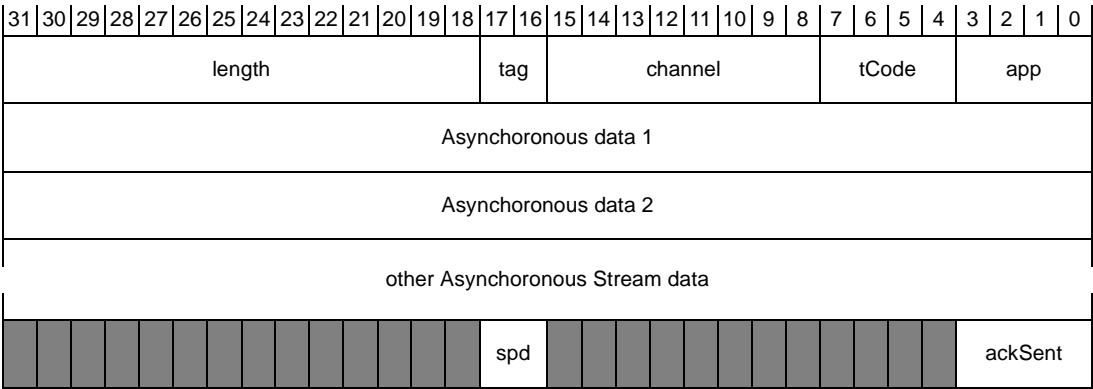 31 30 29 28 27 26 25 24 23 22 21 20 19 18 17 16 15 14 13 12 11 10 9 8 7 6 5 4 3 2 1 0
length tag channel tCode app
Asynchoronous data 1
Asynchoronous data 2
other Asynchoronous Stream data
spd ackSent